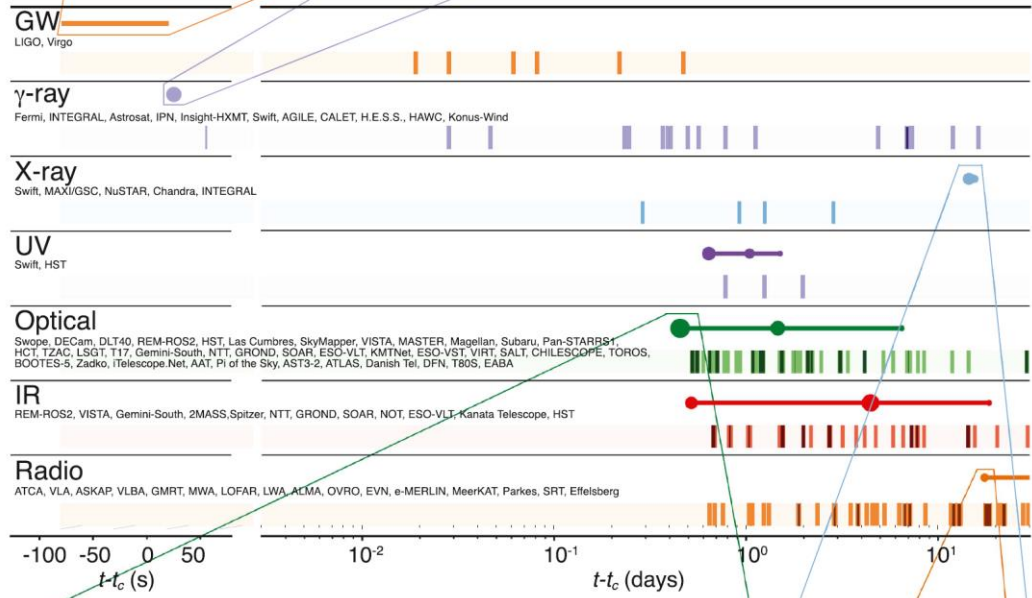 GW
LIGO, Virgo
γ-ray
Fermi, INTEGRAL, Astrosat, IPN, Insight-HXMT, Swift, AGILE, CALET, H.E.S.S., HAWC, Konus-Wind
X-ray
Swift, MAXI/GSC, NuSTAR, Chandra, INTEGRAL
UV
Swift, HST
Optical
Swope, DECam, DLT40, REM-ROS2, HST, Las Cumbres, SkyMapper, VISTA, MASTER, Magellan, Subaru, Pan-STARRS1,
HCT, TZAC, LSGT, T17, Gemini-South, NTT, GROND, SOAR, ESO-VLT, KMTNet, ESO-VST, VIRT, SALT, CHILESCOPE, TOROS,
BOOTES-5, Zadko, iTelescope.Net, AAT, Pi of the Sky, AST3-2, ATLAS, Danish Tel, DFN, T80S, EABA
IR
REM-ROS2, VISTA, Gemini-South, 2MASS,Spitzer, NTT, GROND, SOAR, NOT, ESO-VLT, Kanata Telescope, HST
Radio
ATCA, VLA, ASKAP, VLBA, GMRT, MWA, LOFAR, LWA, ALMA, OVRO, EVN, e-MERLIN, MeerKAT, Parkes, SRT, Effelsberg
-100 -50 0 50 10⁻² 10⁻¹ 10⁰ 10¹
t-t_c (s) t-t_c (days)